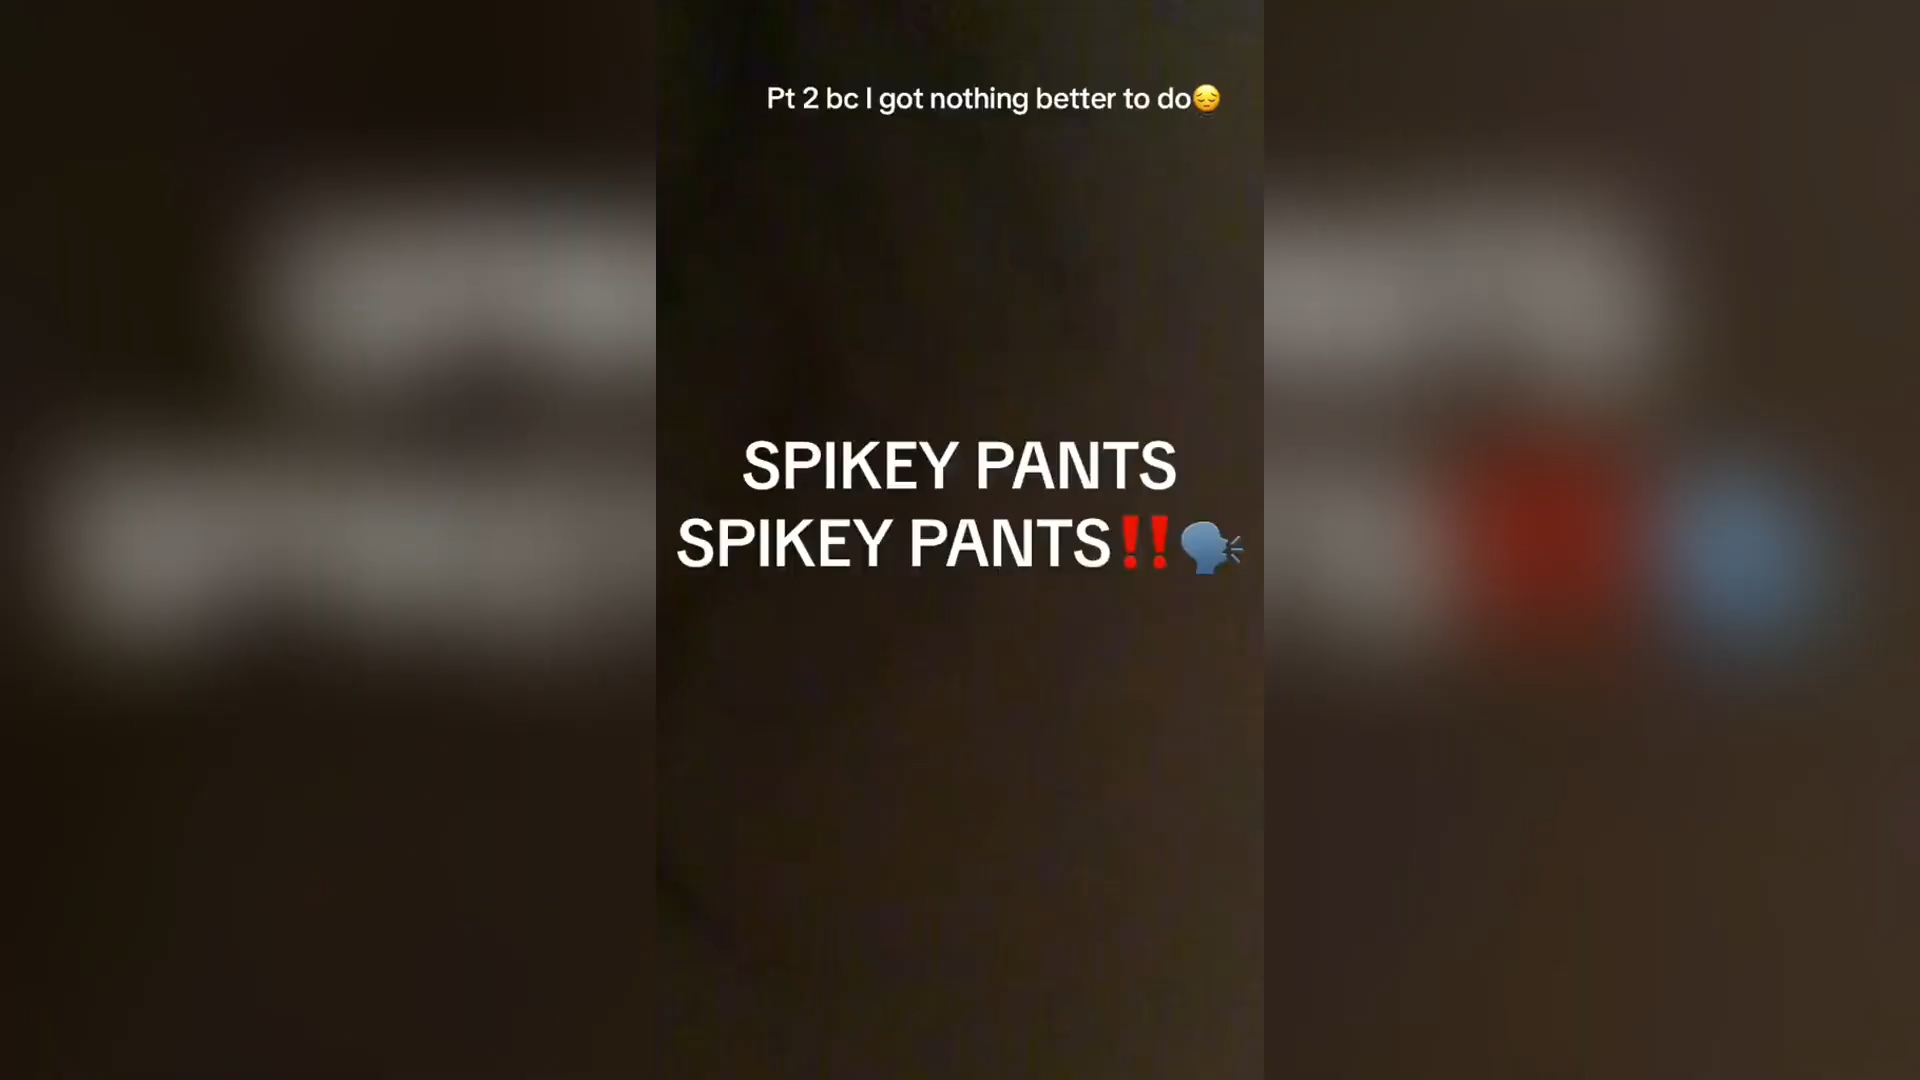 Pt 2 bc I got nothing better to do😔
SPIKEY PANTS
SPIKEY PANTS‼️🗣️